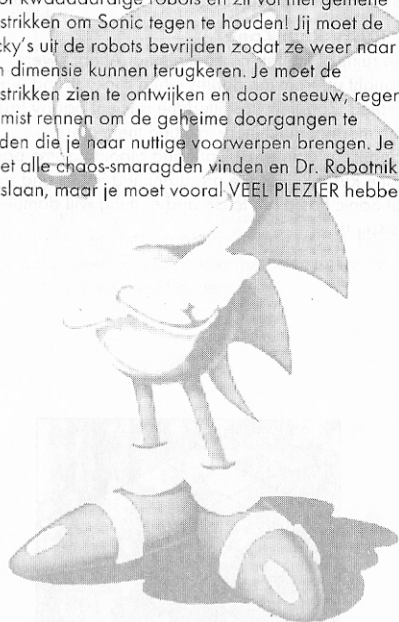 kwaadaardige robots en zit vol met gemene
strikken om Sonic tegen te houden! Jij moet de
cky's uit de robots bevrijden zodat ze weer naar
n dimensie kunnen terugkeren. Je moet de
strikken zien te ontwijken en door sneeuw, regen
mist rennen om de geheime doorgangen te
den die je naar nuttige voorwerpen brengen. Je
et alle chaos-smaragden vinden en Dr. Robotnik
slaan, maar je moet vooral VEEL PLEZIER hebbe